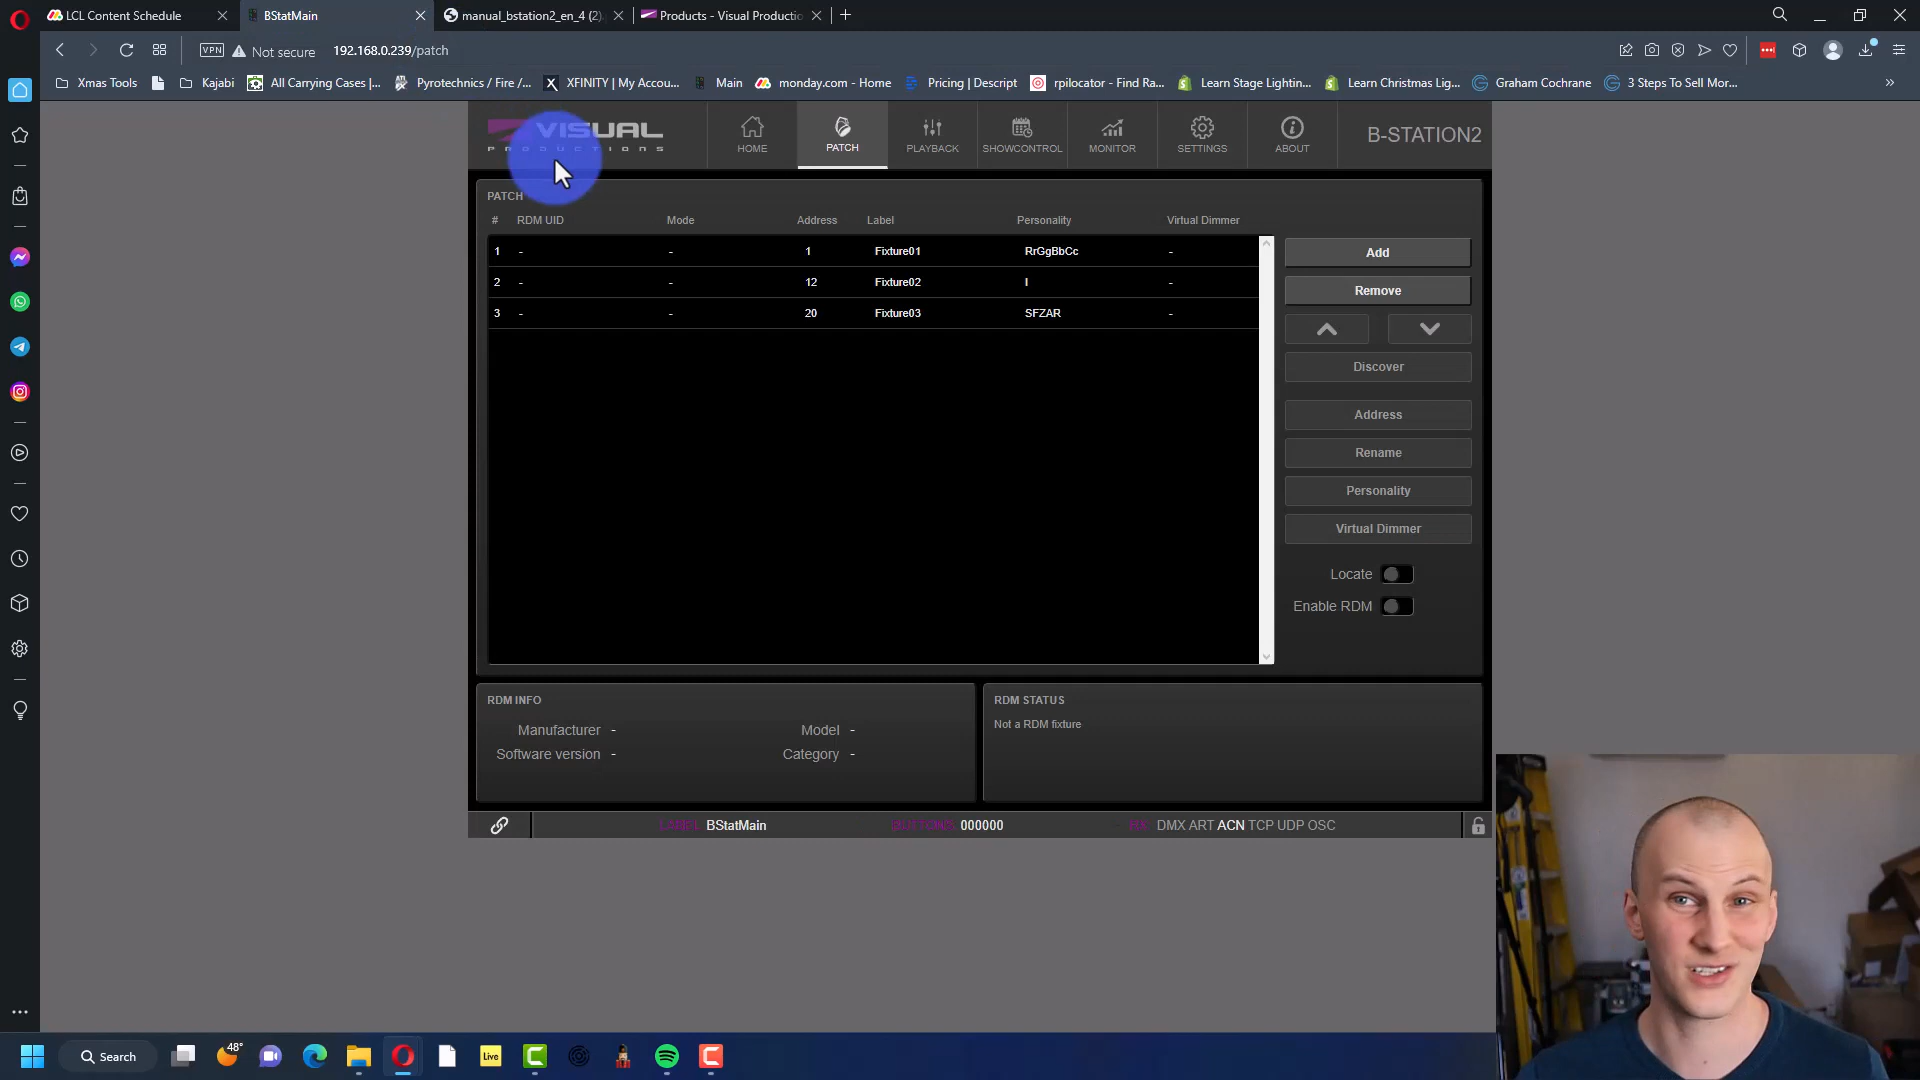 LCL Content Schedule
BStatMain
manual_bstation2_en_4 (2).
Products - Visual Productio
VPN
Not secure
192.168.0.239/patch
Xmas Tools
Kajabi
All Carrying Cases |...
Pyrotechnics / Fire /...
XFINITY | My Accou...
Main
monday.com - Home
Pricing | Descript
rpilocator - Find Ra...
Learn Stage Lightin...
Learn Christmas Lig...
Graham Cochrane
3 Steps To Sell Mor...
VISUAL
PRODUCTIONS
HOME
PATCH
PLAYBACK
SHOWCONTROL
MONITOR
SETTINGS
ABOUT
B-STATION2
PATCH
# RDM UID Mode Address Label Personality Virtual Dimmer
1 - - 1 Fixture01 RrGgBbCc -
2 - - 12 Fixture02 I -
3 - - 20 Fixture03 SFZAR -
Add
Remove
Discover
Address
Rename
Personality
Virtual Dimmer
Locate
Enable RDM
RDM INFO
Manufacturer -
Model -
Software version -
Category -
RDM STATUS
Not a RDM fixture
LABEL BStatMain
BUTTONS 000000
DMX ART ACN TCP UDP OSC
Search
48°
Live